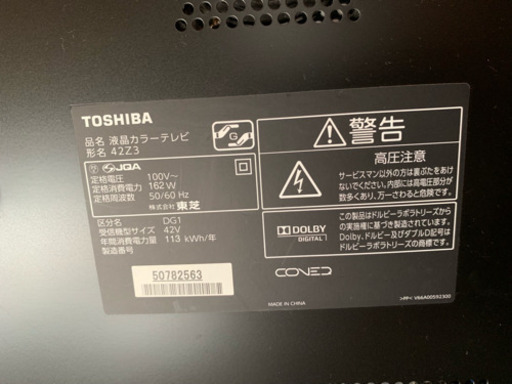 TOSHIBA
品名 液晶カラーテレビ
形名 42Z3
G
JQA
定格電圧 100V~
定格消費電力 162W
定格周波数 50/60 Hz
株式会社 東芝
区分名 DG1
受信機型サイズ 42V
年間消費電力量 113 kWh/年
製造番号
50782563
警告
高圧注意
サービスマン以外の方は裏ぶたをあけ
ないでください。内部には高電圧部分が
数多くあり、万一さわると危険です。
DOLBY
DIGITAL
この製品はドルビーラボラトリーズからの
実施権に基づき製造されています。
Dolby、ドルビー及びダブルD記号は
ドルビーラボラトリーズの商標です。
CONEQ
MADE IN CHINA
>PP< V66A00592300